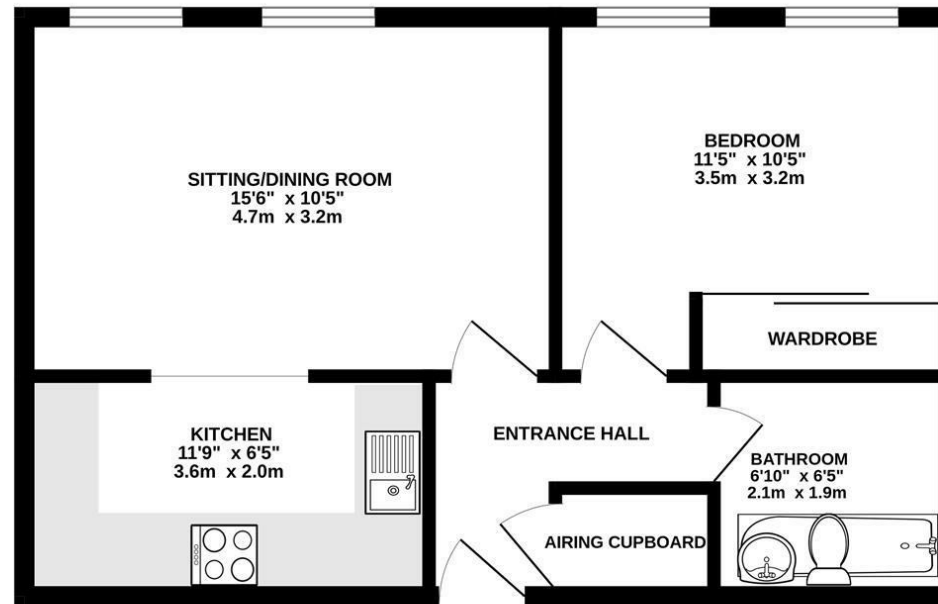 SITTING/DINING ROOM
15'6" x 10'5"
4.7m x 3.2m
BEDROOM
11'5" x 10'5"
3.5m x 3.2m
WARDROBE
KITCHEN
11'9" x 6'5"
3.6m x 2.0m
ENTRANCE HALL
BATHROOM
6'10" x 6'5"
2.1m x 1.9m
AIRING CUPBOARD